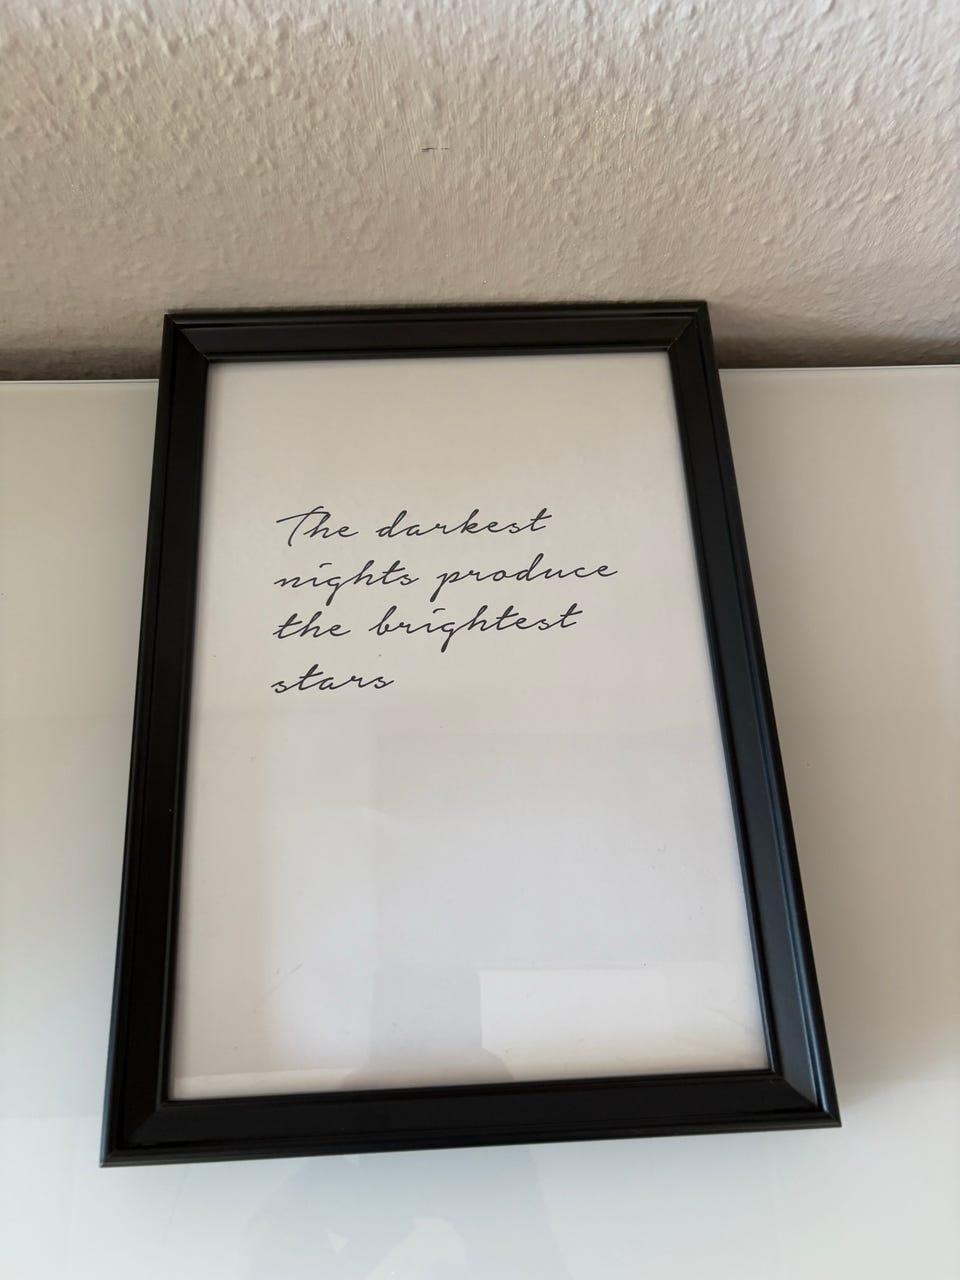 The darkest
nights produce
the brightest
stars